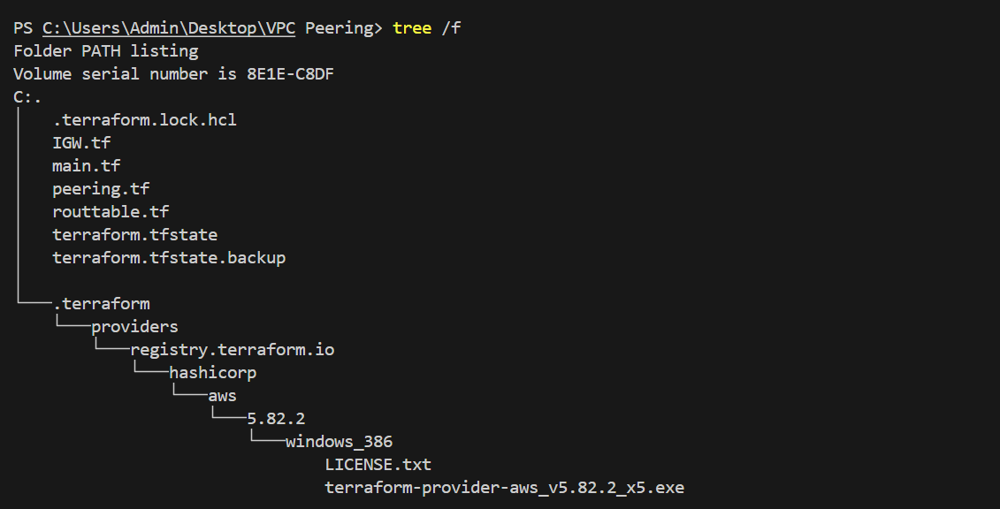 PS C:\Users\Admin\Desktop\VPC Peering> tree /f
Folder PATH listing
Volume serial number is 8E1E-C8DF
C:.
.terraform.lock.hcl
IGW.tf
main.tf
peering.tf
routtable.tf
terraform.tfstate
terraform.tfstate.backup
.terraform
providers
registry.terraform.io
hashicorp
aws
5.82.2
windows_386
LICENSE.txt
terraform-provider-aws_v5.82.2_x5.exe